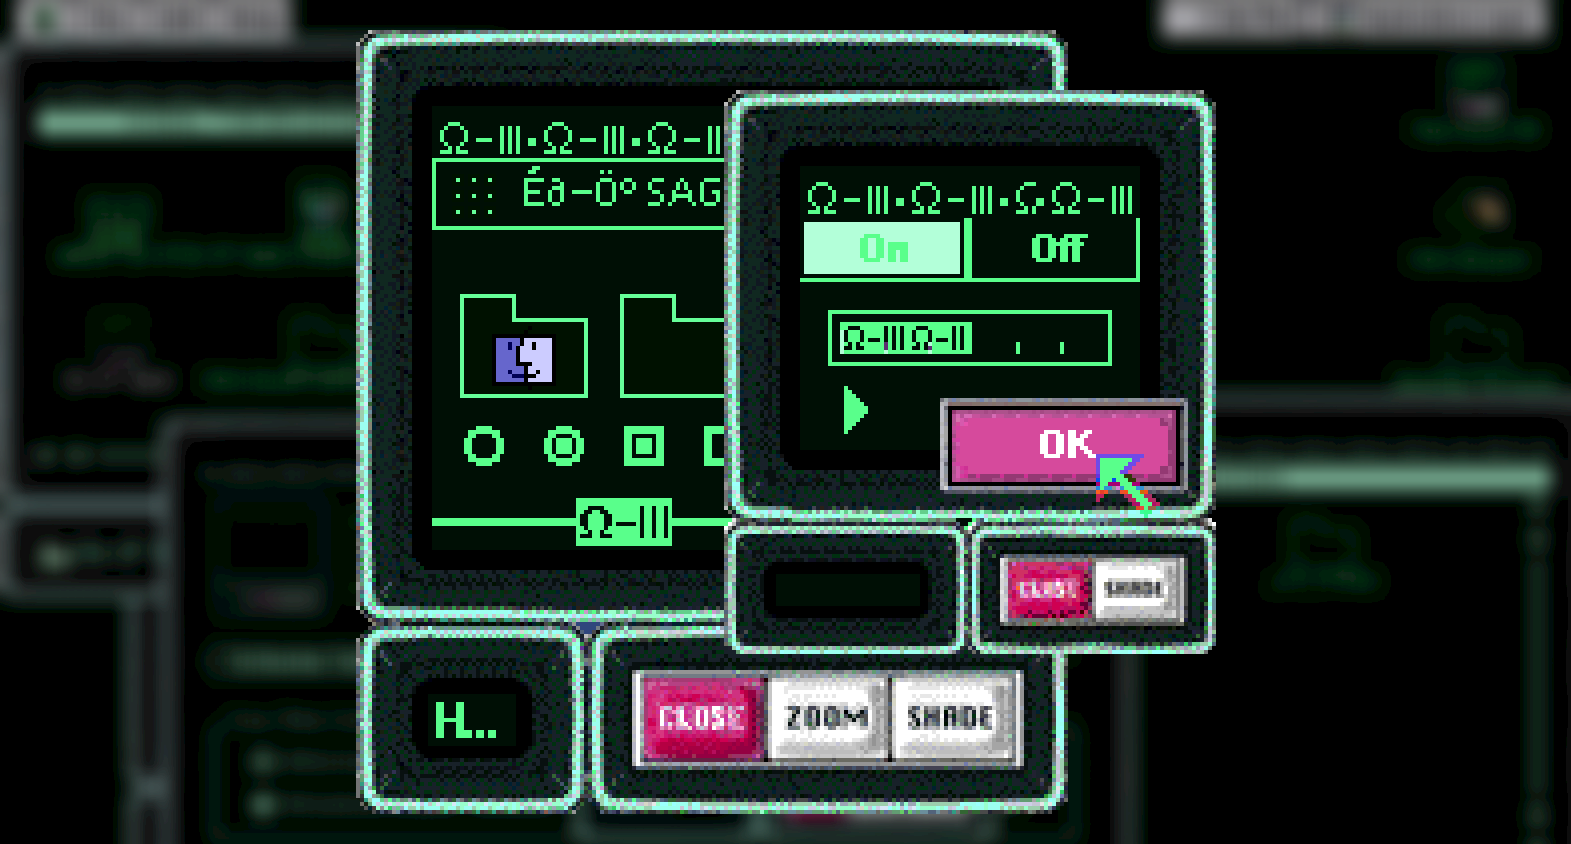 Ω-III·Ω-III·Ω-II
Éə-Öº SAG
Ω-III
H...
CLOSE ZOOM SHADE
Ω-III·Ω-III·Ω·Ω-III
On Off
Ω-IIIΩ-II
OK
CLOSE SHADE